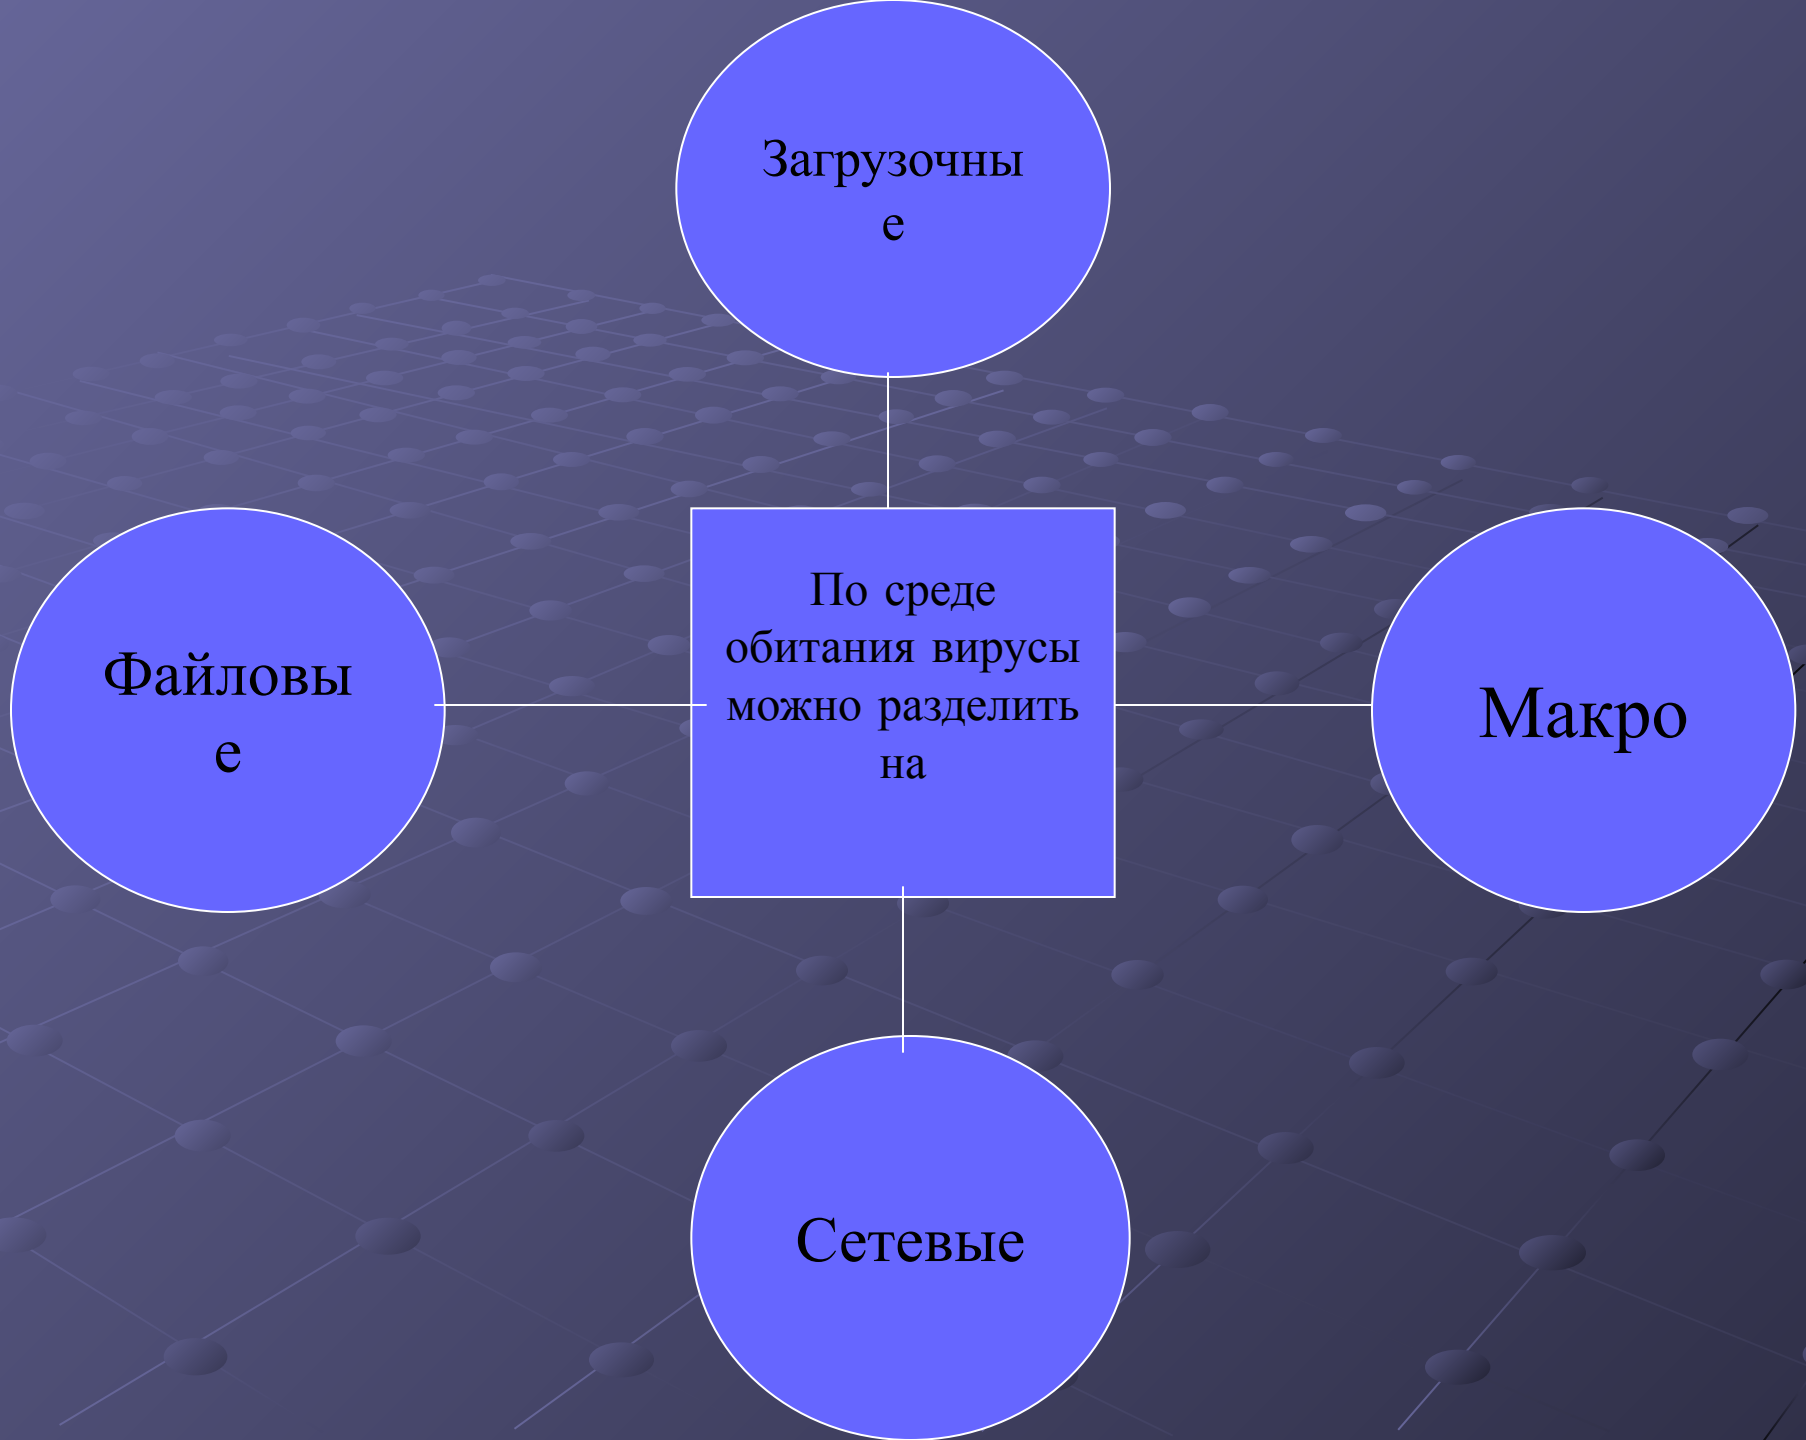 Загрузочны
е
Файловы
е
По среде
обитания вирусы
можно разделить
на
Макро
Сетевые